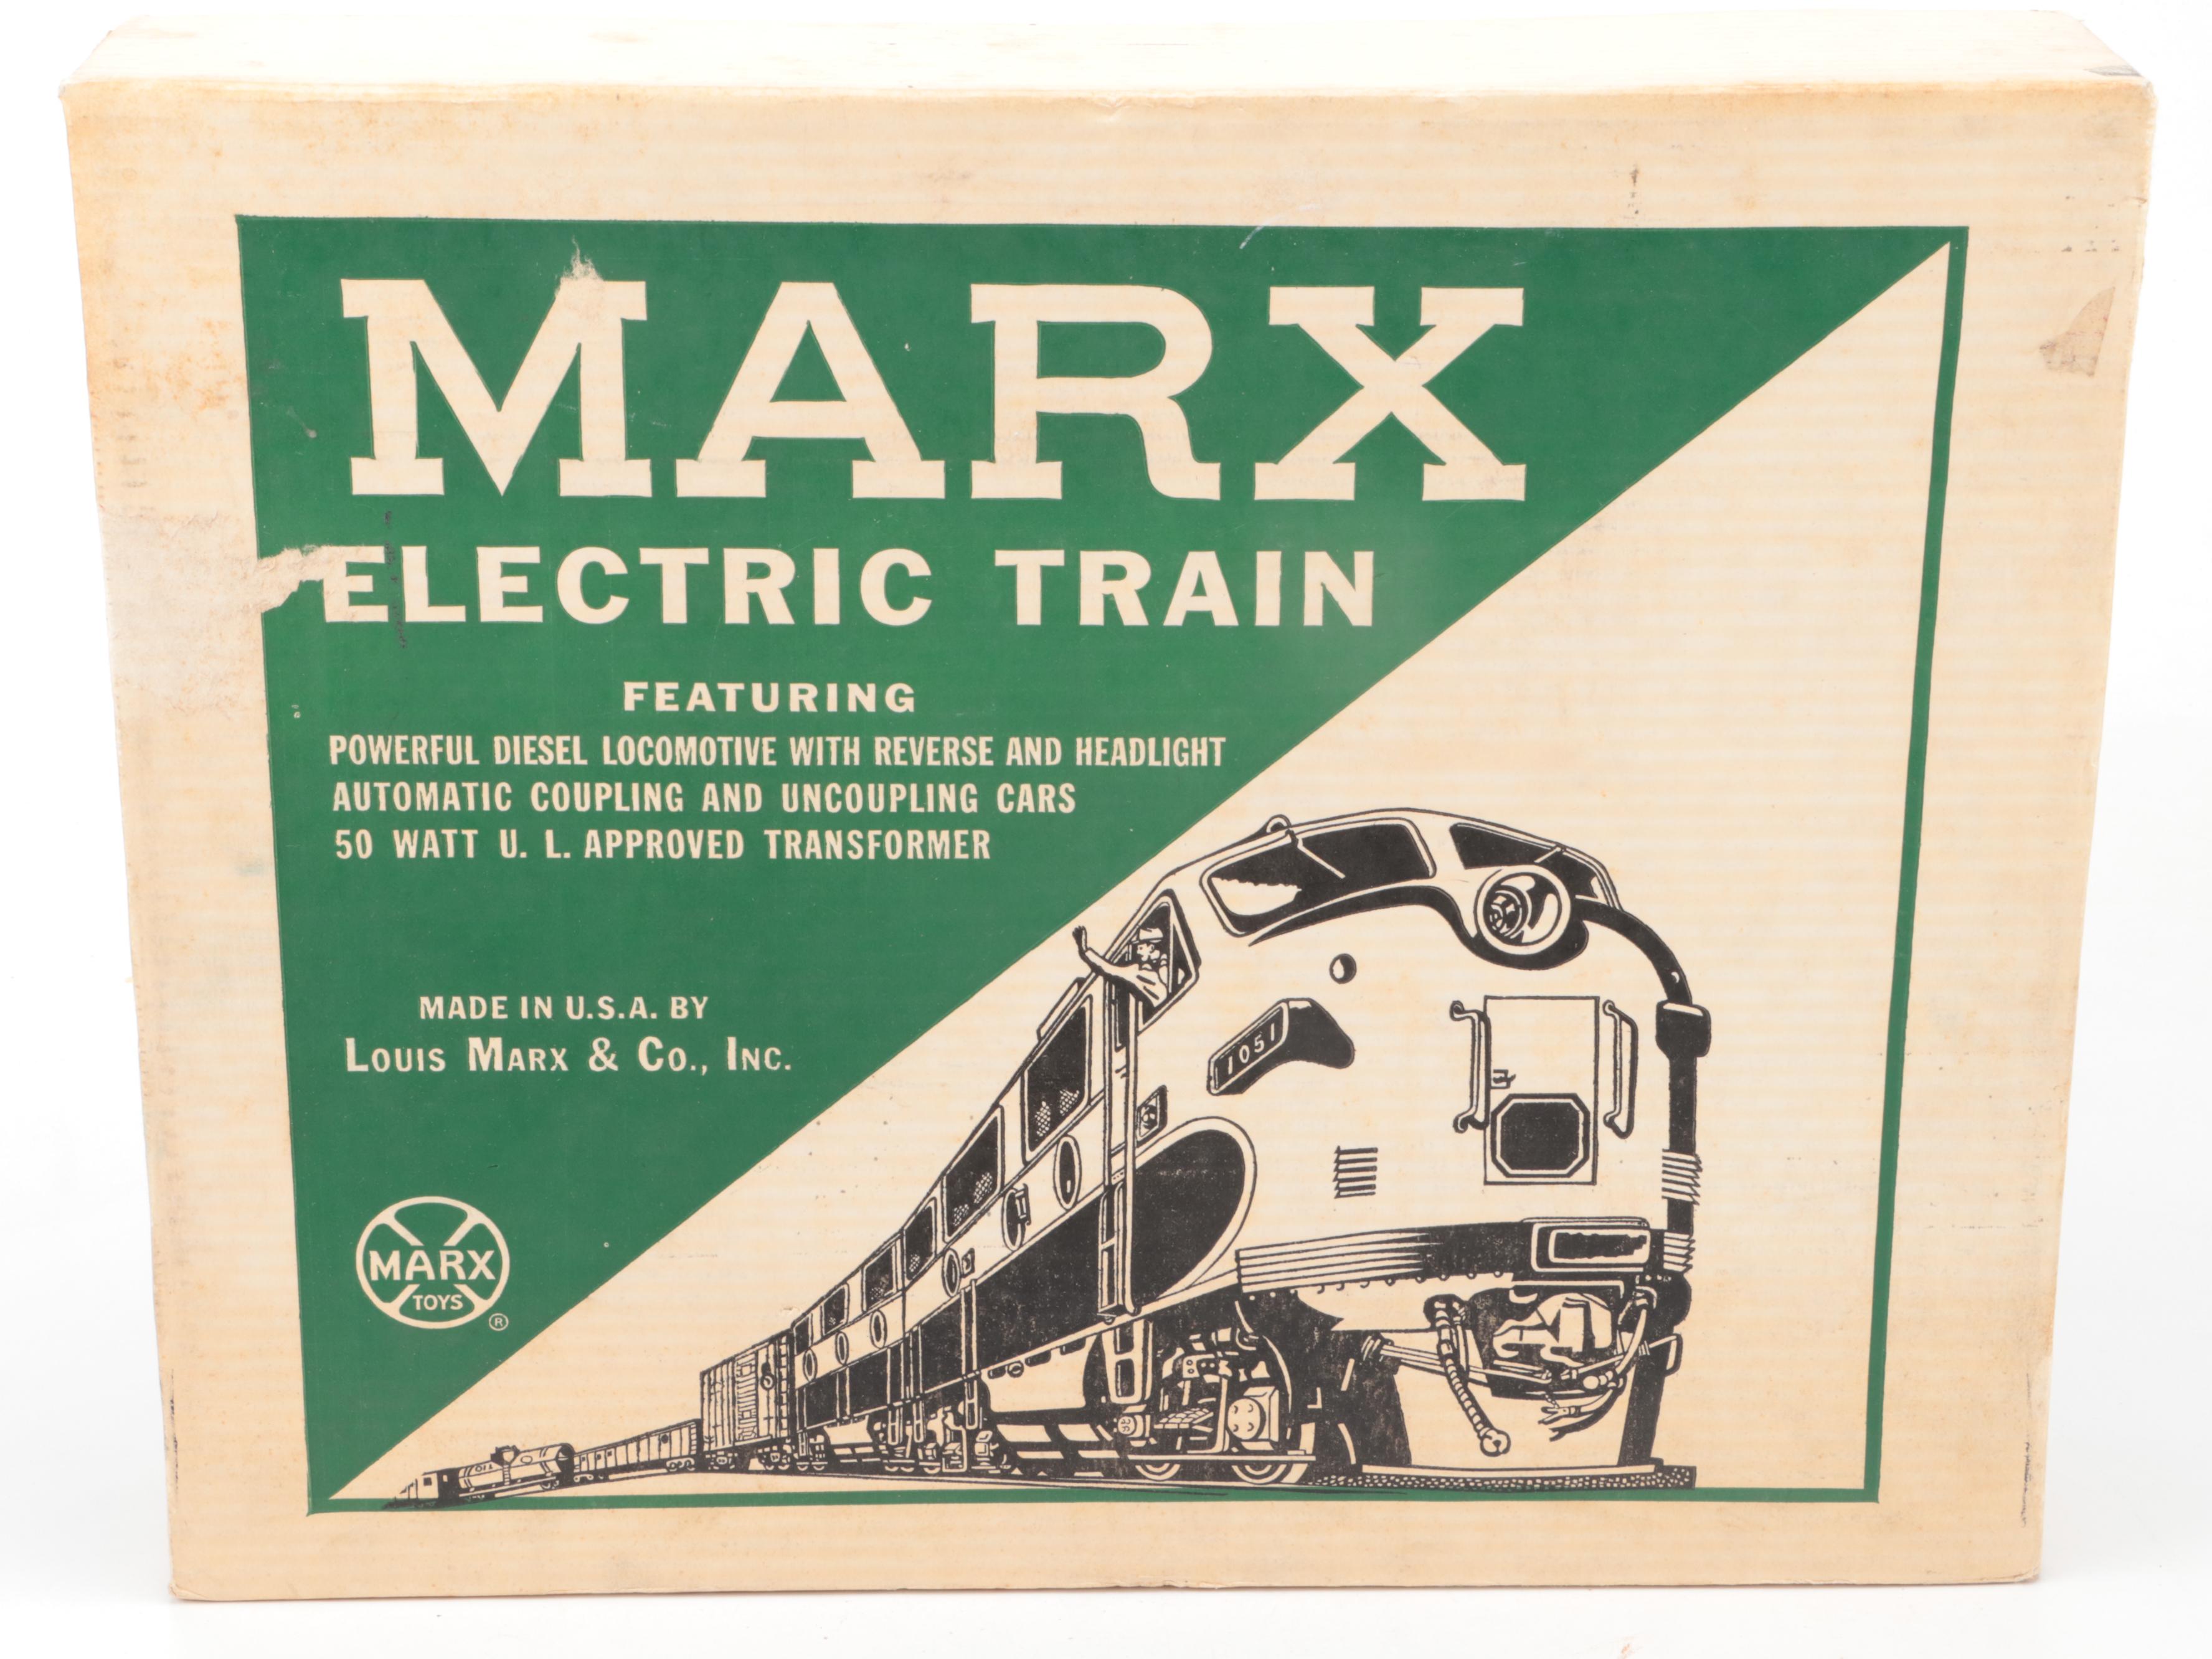 MARX
ELECTRIC TRAIN
FEATURING
POWERFUL DIESEL LOCOMOTIVE WITH REVERSE AND HEADLIGHT
AUTOMATIC COUPLING AND UNCOUPLING CARS
50 WATT U. L. APPROVED TRANSFORMER
MADE IN U.S.A. BY
LOUIS MARX & CO., INC.
1051
MARX
TOYS
®
OIL